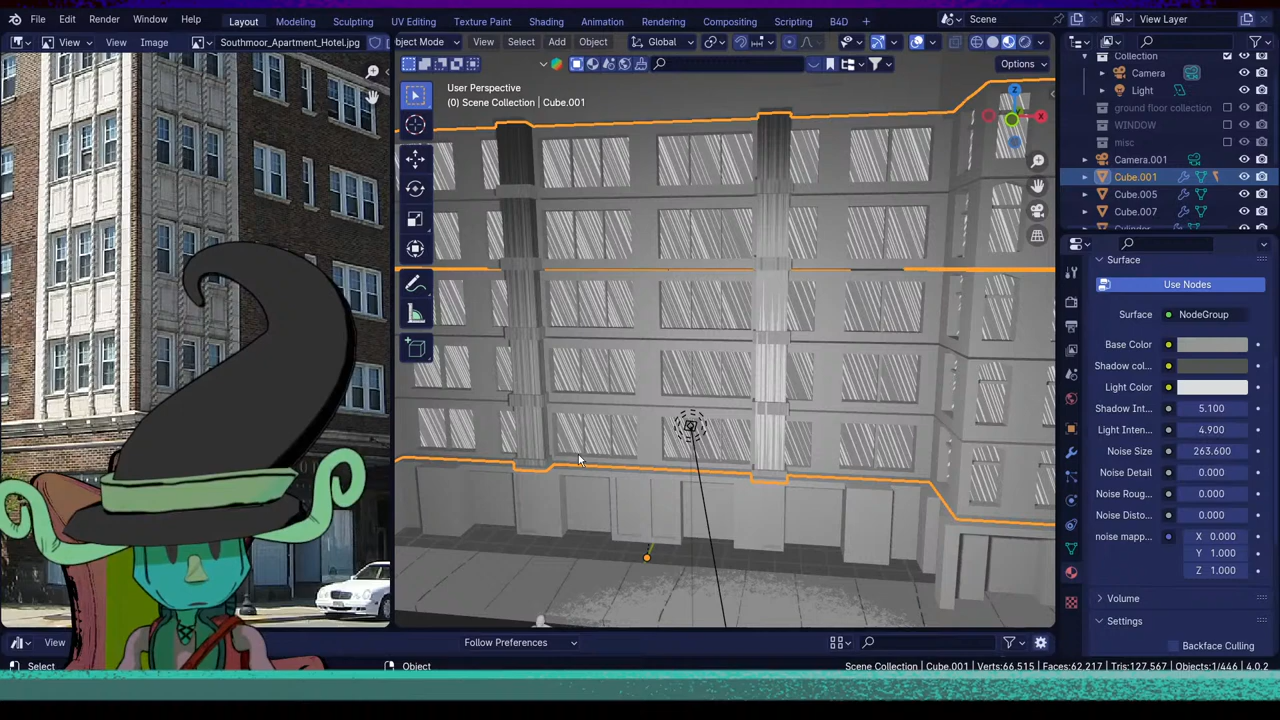 File Edit Render Window Help Layout Modeling Sculpting UV Editing Texture Paint Shading Animation Rendering Compositing Scripting B4D + Scene View Layer
View View Image Southmoor_Apartment_Hotel.jpg
bject Mode View Select Add Object Global
Options
User Perspective
(0) Scene Collection | Cube.001
Z
X
Collection
Camera
Light
ground floor collection
WINDOW
misc
Camera.001
Cube.001
Cube.005
Cube.007
Surface
Use Nodes
Surface NodeGroup
Base Color
Shadow col...
Light Color
Shadow Int... 5.100
Light Inten... 4.900
Noise Size 263.600
Noise Detail 0.000
Noise Roug... 0.000
Noise Disto... 0.000
noise mapp... X 0.000
Y 1.000
Z 1.000
Volume
Settings
Backface Culling
View Follow Preferences
Select Object Scene Collection | Cube.001 | Verts:66,515 | Faces:62,217 | Tris:127,567 | Objects:1/446 | 4.0.2